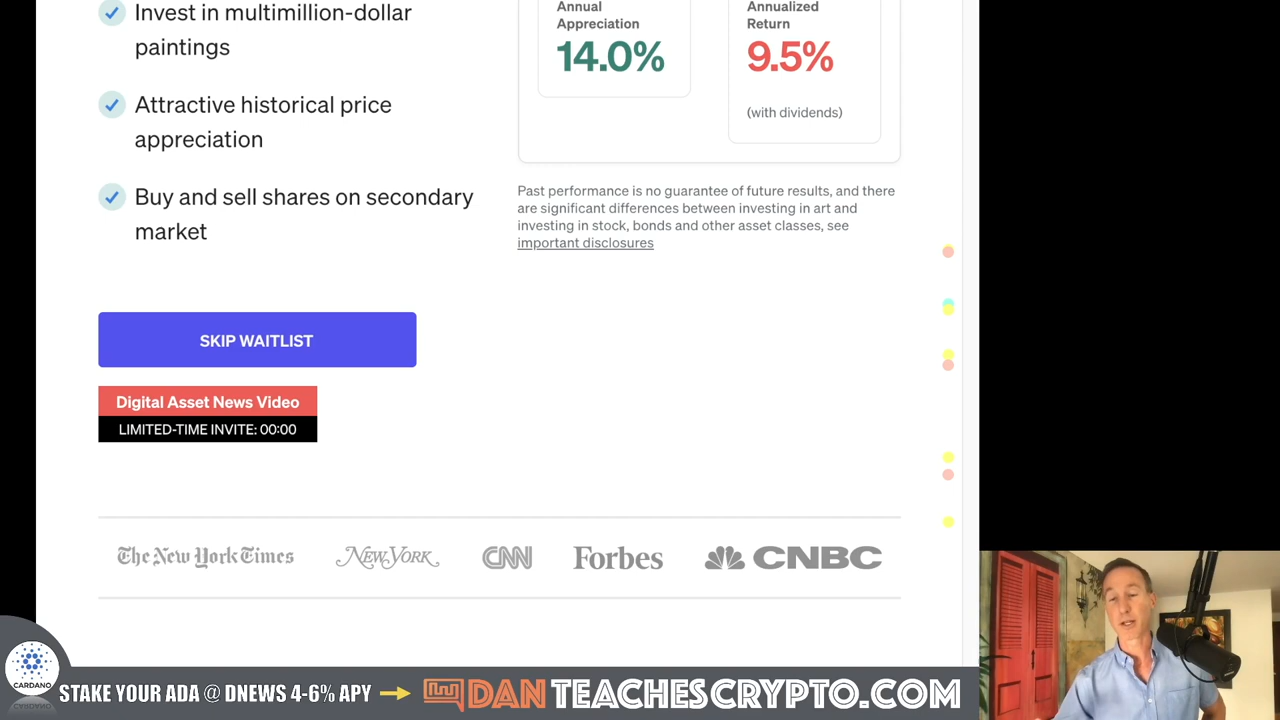 Invest in multimillion-dollar
paintings
Attractive historical price
appreciation
Buy and sell shares on secondary
market
Annual
Appreciation
14.0%
Annualized
Return
9.5%
(with dividends)
Past performance is no guarantee of future results, and there
are significant differences between investing in art and
investing in stock, bonds and other asset classes, see
important disclosures
SKIP WAITLIST
Digital Asset News Video
LIMITED-TIME INVITE: 00:00
The New York Times
NEW YORK
CNN
Forbes
CNBC
CARDANO
STAKE YOUR ADA @ DNEWS 4-6% APY
DANTEACHESCRYPTO.COM